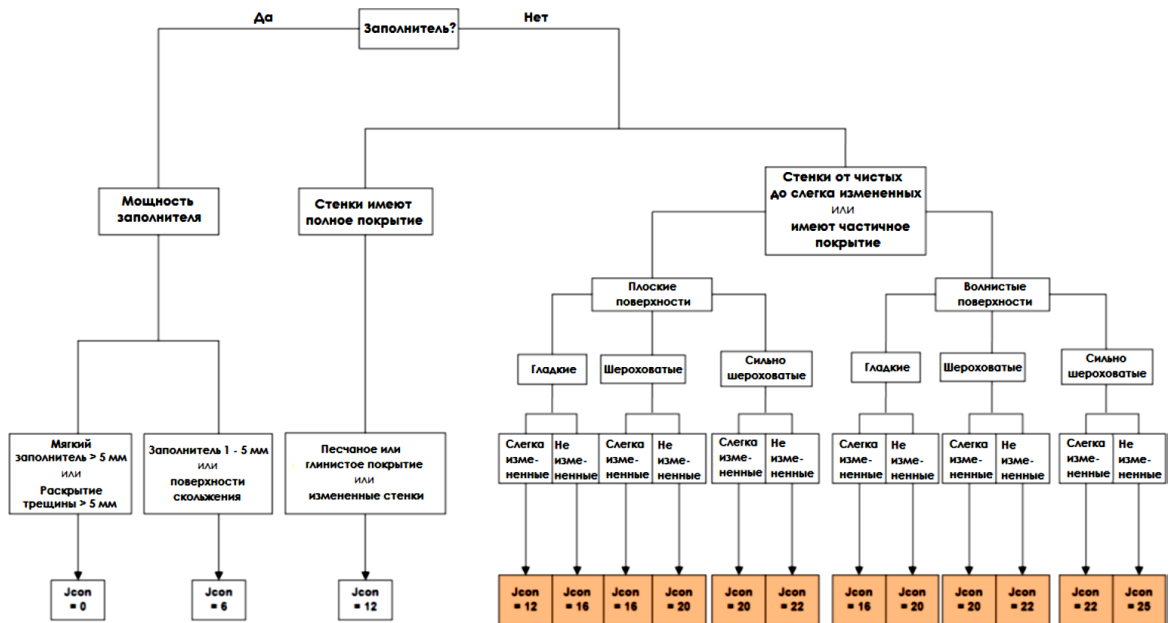 Да
Нет
Заполнитель?
Мощность
заполнителя
Стенки имеют
полное покрытие
Стенки от чистых
до слегка измененных
ИЛИ
имеют частичное
покрытие
Плоские
поверхности
Волнистые
поверхности
Гладкие
Шероховатые
Сильно
шероховатые
Гладкие
Шероховатые
Сильно
шероховатые
Мягкий
заполнитель > 5 мм
ИЛИ
Раскрытие
трещины > 5 мм
Заполнитель 1 - 5 мм
или
поверхности
скольжения
Песчаное или
глинистое покрытие
или
измененные стенки
Слегка
изме-
ненные
Не
изме-
ненные
Слегка
изме-
ненные
Не
изме-
ненные
Слегка
изме-
ненные
Не
изме-
ненные
Слегка
изме-
ненные
Не
изме-
ненные
Слегка
изме-
ненные
Не
изме-
ненные
Слегка
изме-
ненные
Не
изме-
ненные
Jcon
= 0
Jcon
= 6
Jcon
= 12
Jcon
= 12
Jcon
= 16
Jcon
= 16
Jcon
= 20
Jcon
= 20
Jcon
= 22
Jcon
= 16
Jcon
= 20
Jcon
= 20
Jcon
= 22
Jcon
= 22
Jcon
= 25